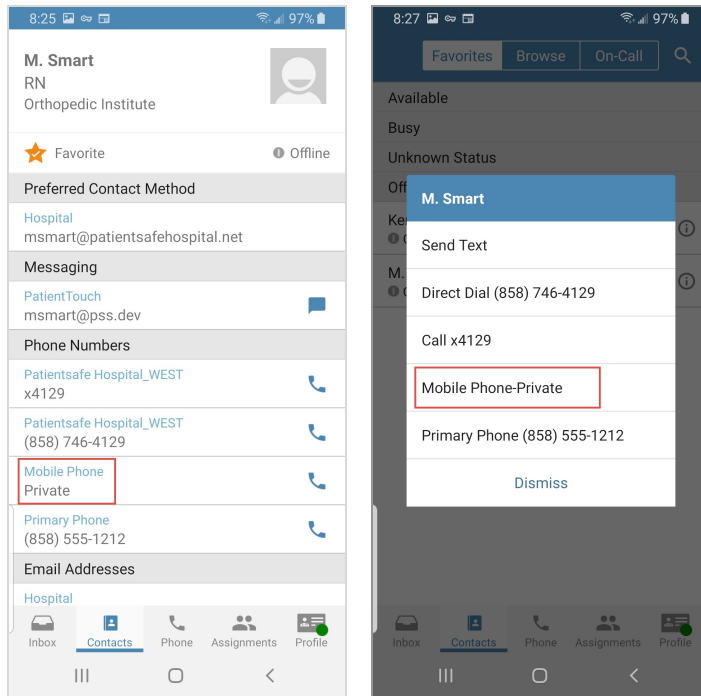 8:25
97%
M. Smart
RN
Orthopedic Institute
Favorite
Offline
Preferred Contact Method
Hospital
msmart@patientsafehospital.net
Messaging
PatientTouch
msmart@pss.dev
Phone Numbers
Patientsafe Hospital_WEST
x4129
Patientsafe Hospital_WEST
(858) 746-4129
Mobile Phone
Private
Primary Phone
(858) 555-1212
Email Addresses
Hospital
Inbox Contacts Phone Assignments Profile
8:27
97%
Favorites Browse On-Call
Available
Busy
Unknown Status
Off
Ke
M.
M. Smart
Send Text
Direct Dial (858) 746-4129
Call x4129
Mobile Phone-Private
Primary Phone (858) 555-1212
Dismiss
Inbox Contacts Phone Assignments Profile